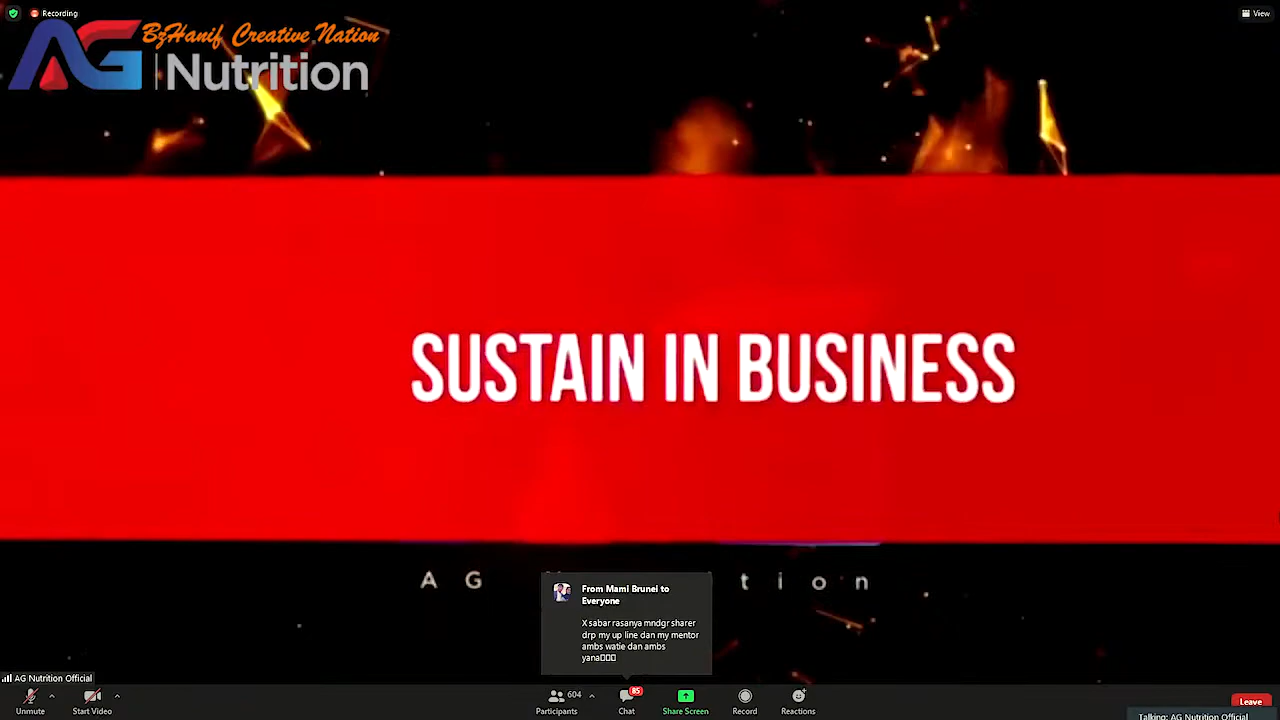 Recording
View
BzHanif Creative Nation
AG Nutrition
SUSTAIN IN BUSINESS
A G
t i o n
From Mami Brunei to
Everyone
X sabar rasanya mndgr sharer
drp my up line dan my mentor
ambs watie dan ambs
yana
AG Nutrition Official
Unmute
Start Video
604
Participants
85
Chat
Share Screen
Record
Reactions
Leave
Talking: AG Nutrition Official